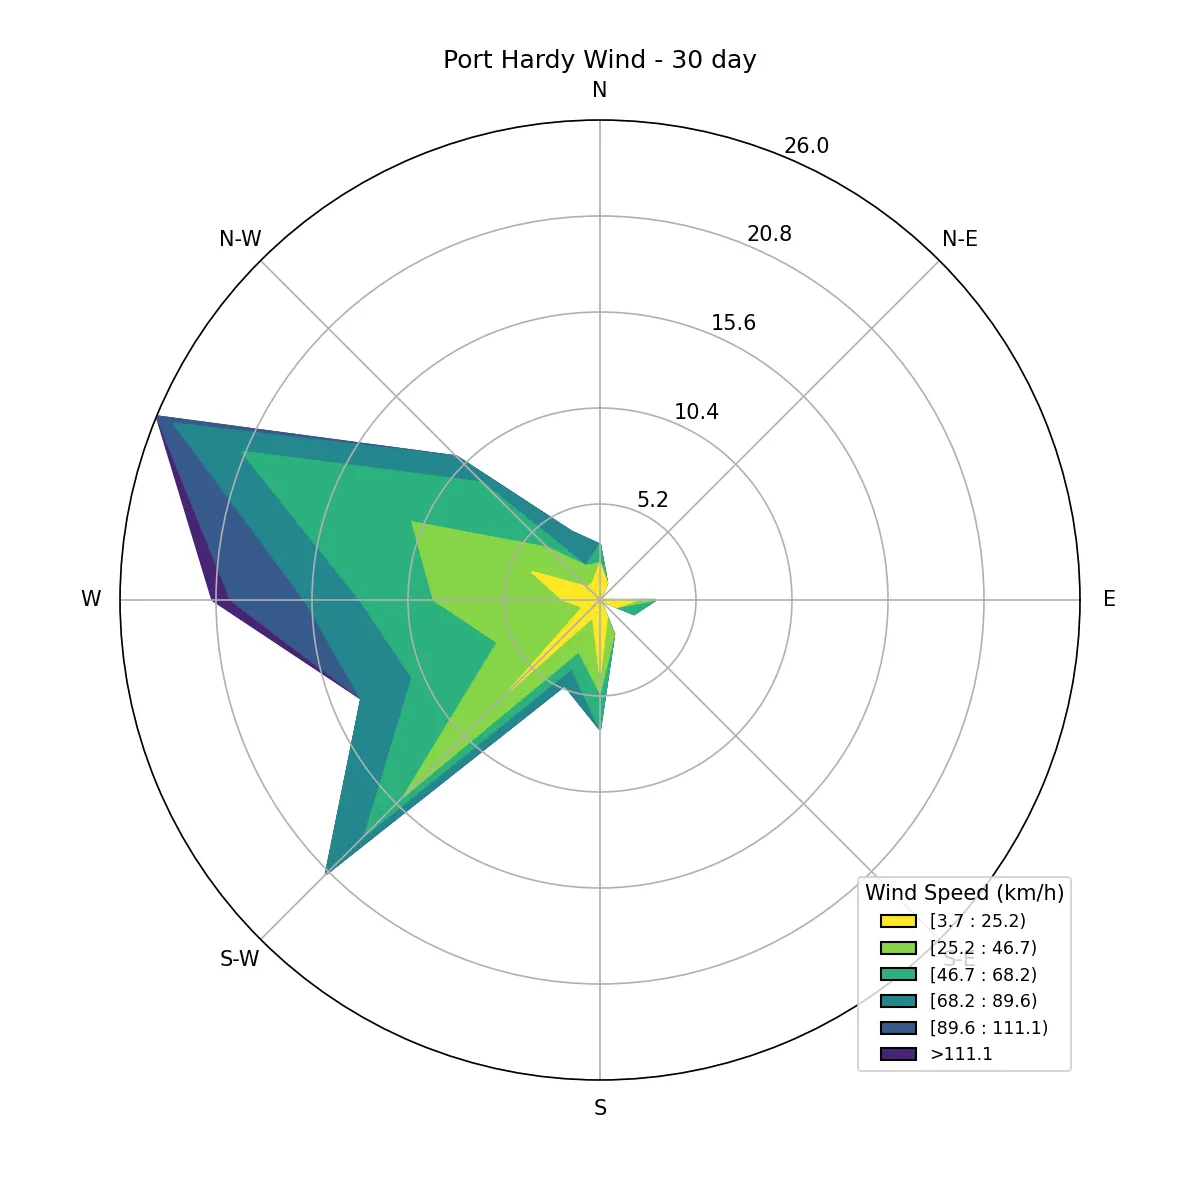 Port Hardy Wind - 30 day
N
26.0
N-W
20.8
N-E
15.6
10.4
5.2
W
E
Wind Speed (km/h)
[3.7 : 25.2)
[25.2 : 46.7)
S-W
S-E
[46.7 : 68.2)
[68.2 : 89.6)
[89.6 : 111.1)
>111.1
S